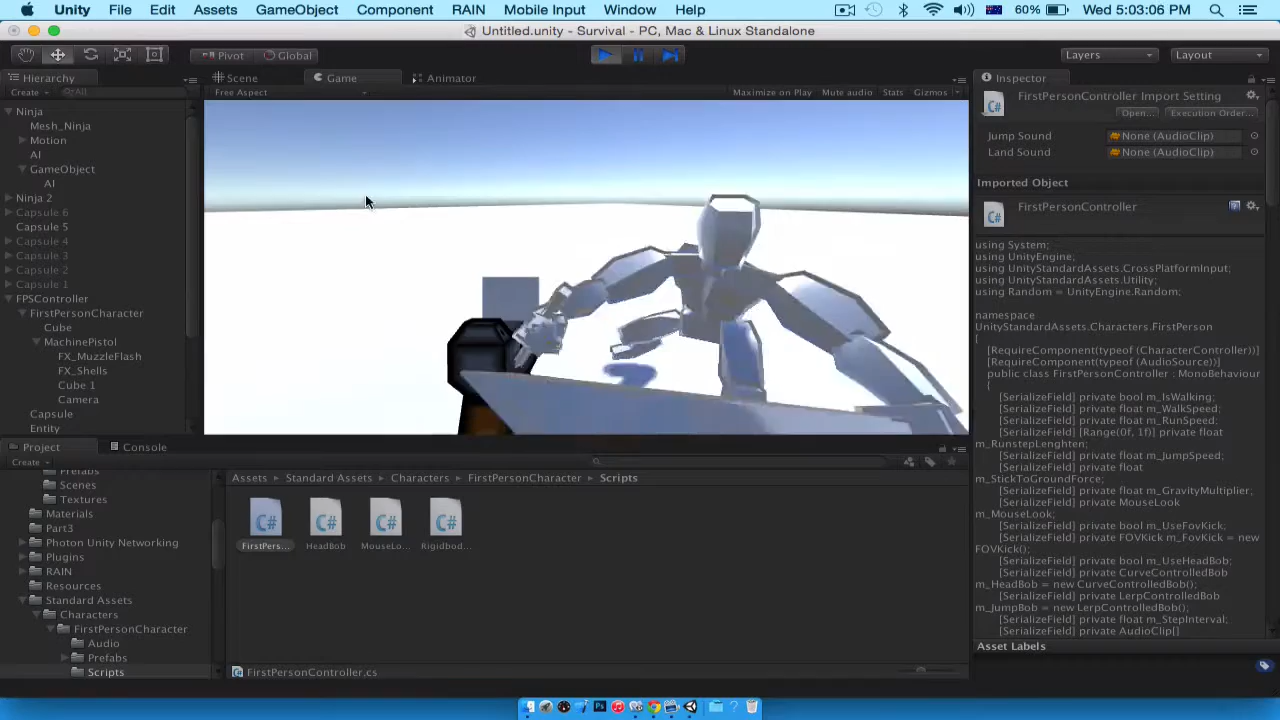 Unity File Edit Assets GameObject Component RAIN Mobile Input Window Help 60% Wed 5:03:06 PM
Untitled.unity - Survival - PC, Mac & Linux Standalone
Pivot Global Layers Layout
Hierarchy Scene Game Animator Inspector
Create All Free Aspect Maximize on Play Mute audio Stats Gizmos
Ninja
Mesh_Ninja
Motion
AI
GameObject
AI
Ninja 2
Capsule 6
Capsule 5
Capsule 4
Capsule 3
Capsule 2
Capsule 1
FPSController
FirstPersonCharacter
Cube
MachinePistol
FX_MuzzleFlash
FX_Shells
Cube 1
Camera
Capsule
Entity
FirstPersonController Import Setting
Open... Execution Order...
Jump Sound None (AudioClip)
Land Sound None (AudioClip)
Imported Object
FirstPersonController
using System;
using UnityEngine;
using UnityStandardAssets.CrossPlatformInput;
using UnityStandardAssets.Utility;
using Random = UnityEngine.Random;
namespace
UnityStandardAssets.Characters.FirstPerson
{
[RequireComponent(typeof (CharacterController))]
[RequireComponent(typeof (AudioSource))]
public class FirstPersonController : MonoBehaviour
{
[SerializeField] private bool m_IsWalking;
[SerializeField] private float m_WalkSpeed;
[SerializeField] private float m_RunSpeed;
[SerializeField] [Range(0f, 1f)] private float
m_RunstepLenghten;
[SerializeField] private float m_JumpSpeed;
[SerializeField] private float
m_StickToGroundForce;
[SerializeField] private float m_GravityMultiplier;
[SerializeField] private MouseLook
m_MouseLook;
[SerializeField] private bool m_UseFovKick;
[SerializeField] private FOVKick m_FovKick = new
FOVKick();
[SerializeField] private bool m_UseHeadBob;
[SerializeField] private CurveControlledBob
m_HeadBob = new CurveControlledBob();
[SerializeField] private LerpControlledBob
m_JumpBob = new LerpControlledBob();
[SerializeField] private float m_StepInterval;
[SerializeField] private AudioClip[]
Asset Labels
Project Console
Create
Prefabs
Scenes
Textures
Materials
Part3
Photon Unity Networking
Plugins
RAIN
Resources
Standard Assets
Characters
FirstPersonCharacter
Audio
Prefabs
Scripts
Assets Standard Assets Characters FirstPersonCharacter Scripts
C# C# C# C#
FirstPers... HeadBob MouseLo... Rigidbod...
FirstPersonController.cs